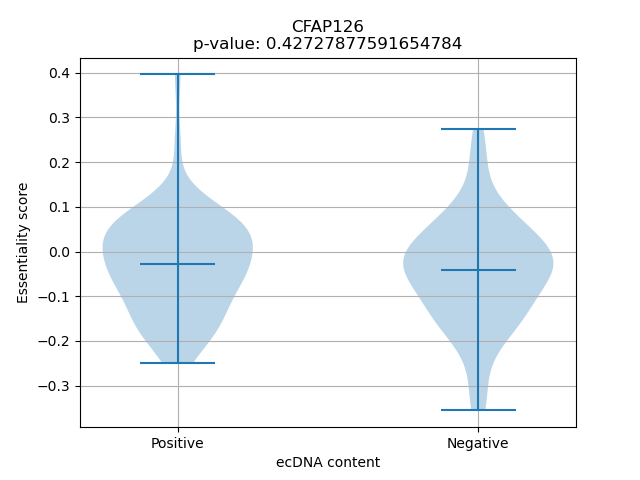 CFAP126
p-value: 0.42727877591654784
0.4
0.3
0.2
0.1
0.0
−0.1
−0.2
−0.3
Essentiality score
Positive
Negative
ecDNA content